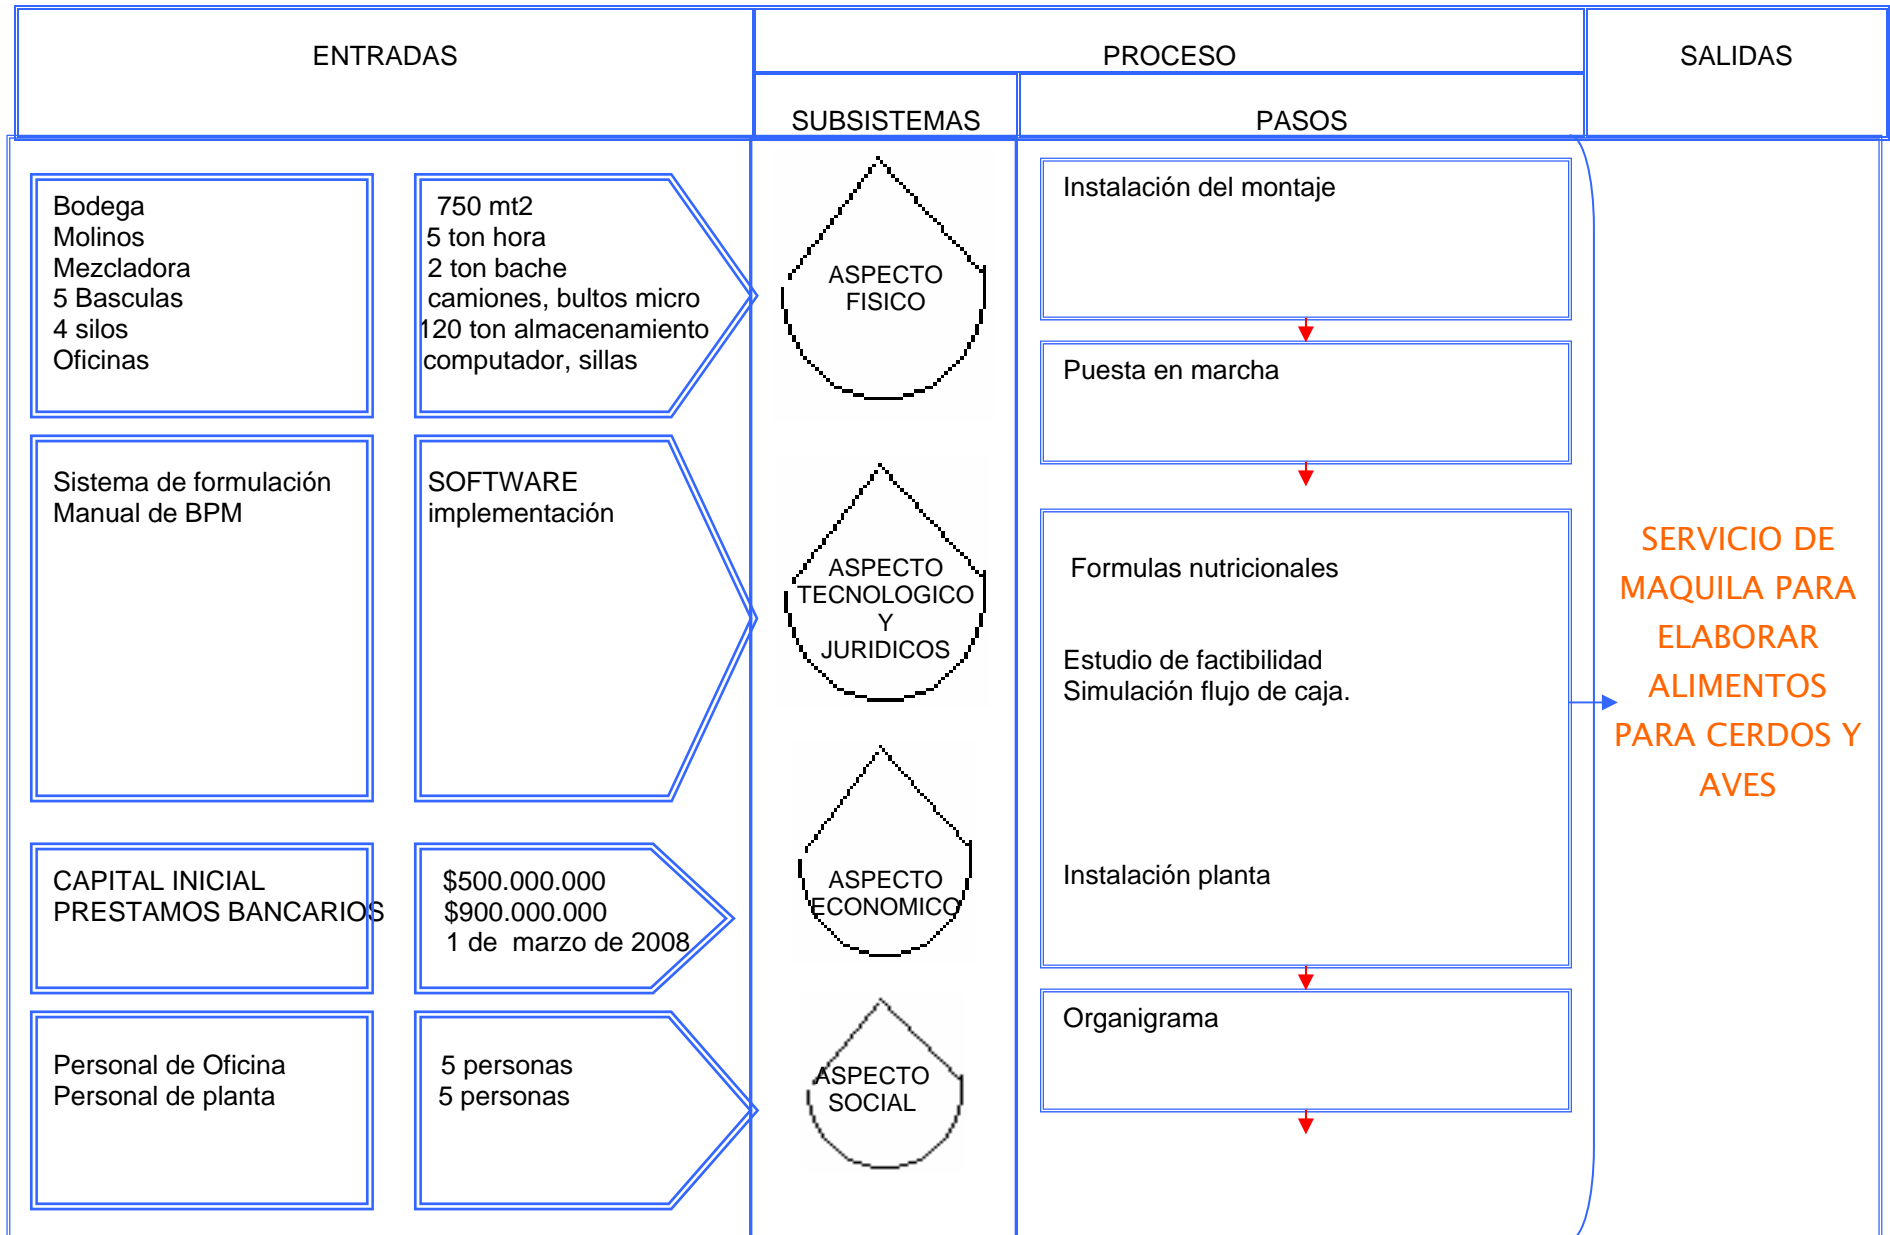 ENTRADAS
PROCESO
SALIDAS
SUBSISTEMAS
PASOS
Bodega
Molinos
Mezcladora
5 Basculas
4 silos
Oficinas
750 mt2
5 ton hora
2 ton bache
camiones, bultos micro
120 ton almacenamiento
computador, sillas
ASPECTO
FISICO
Instalación del montaje
Puesta en marcha
Sistema de formulación
Manual de BPM
SOFTWARE
implementación
ASPECTO
TECNOLOGICO
Y
JURIDICOS
Formulas nutricionales
Estudio de factibilidad
Simulación flujo de caja.
Instalación planta
SERVICIO DE
MAQUILA PARA
ELABORAR
ALIMENTOS
PARA CERDOS Y
AVES
CAPITAL INICIAL
PRESTAMOS BANCARIOS
$500.000.000
$900.000.000
1 de  marzo de 2008
ASPECTO
ECONOMICO
Personal de Oficina
Personal de planta
5 personas
5 personas
ASPECTO
SOCIAL
Organigrama